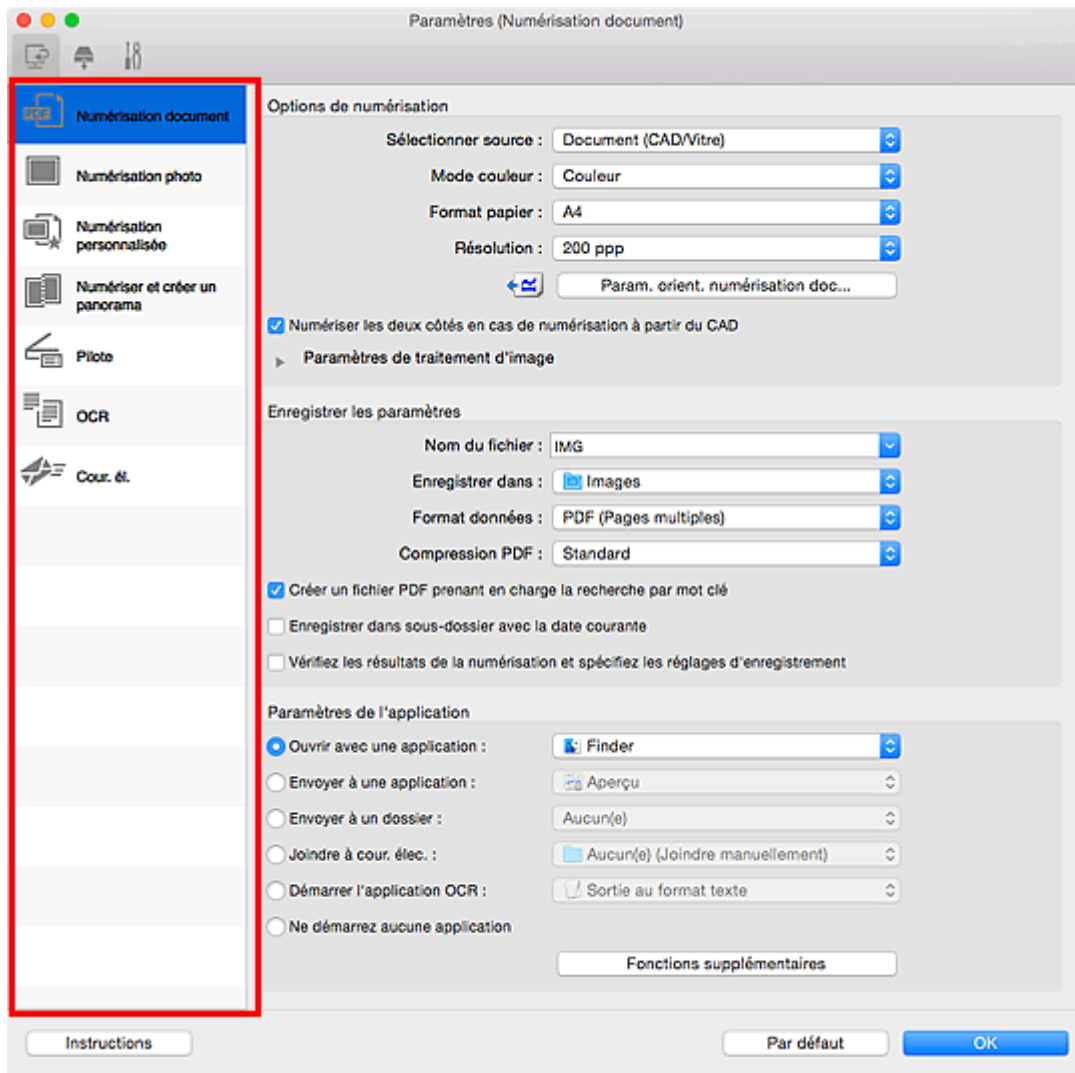 Paramètres (Numérisation document)
PDF
Numérisation document
Numérisation photo
Numérisation
personnalisée
Numériser et créer un
panorama
Pilote
OCR
Cour. él.
Options de numérisation
Sélectionner source : Document (CAD/Vitre)
Mode couleur : Couleur
Format papier : A4
Résolution : 200 ppp
Param. orient. numérisation doc...
Numériser les deux côtés en cas de numérisation à partir du CAD
Paramètres de traitement d'image
Enregistrer les paramètres
Nom du fichier : IMG
Enregistrer dans : Images
Format données : PDF (Pages multiples)
Compression PDF : Standard
Créer un fichier PDF prenant en charge la recherche par mot clé
Enregistrer dans sous-dossier avec la date courante
Vérifiez les résultats de la numérisation et spécifiez les réglages d'enregistrement
Paramètres de l'application
Ouvrir avec une application : Finder
Envoyer à une application : Aperçu
Envoyer à un dossier : Aucun(e)
Joindre à cour. élec. : Aucun(e) (Joindre manuellement)
Démarrer l'application OCR : Sortie au format texte
Ne démarrez aucune application
Fonctions supplémentaires
Instructions
Par défaut
OK